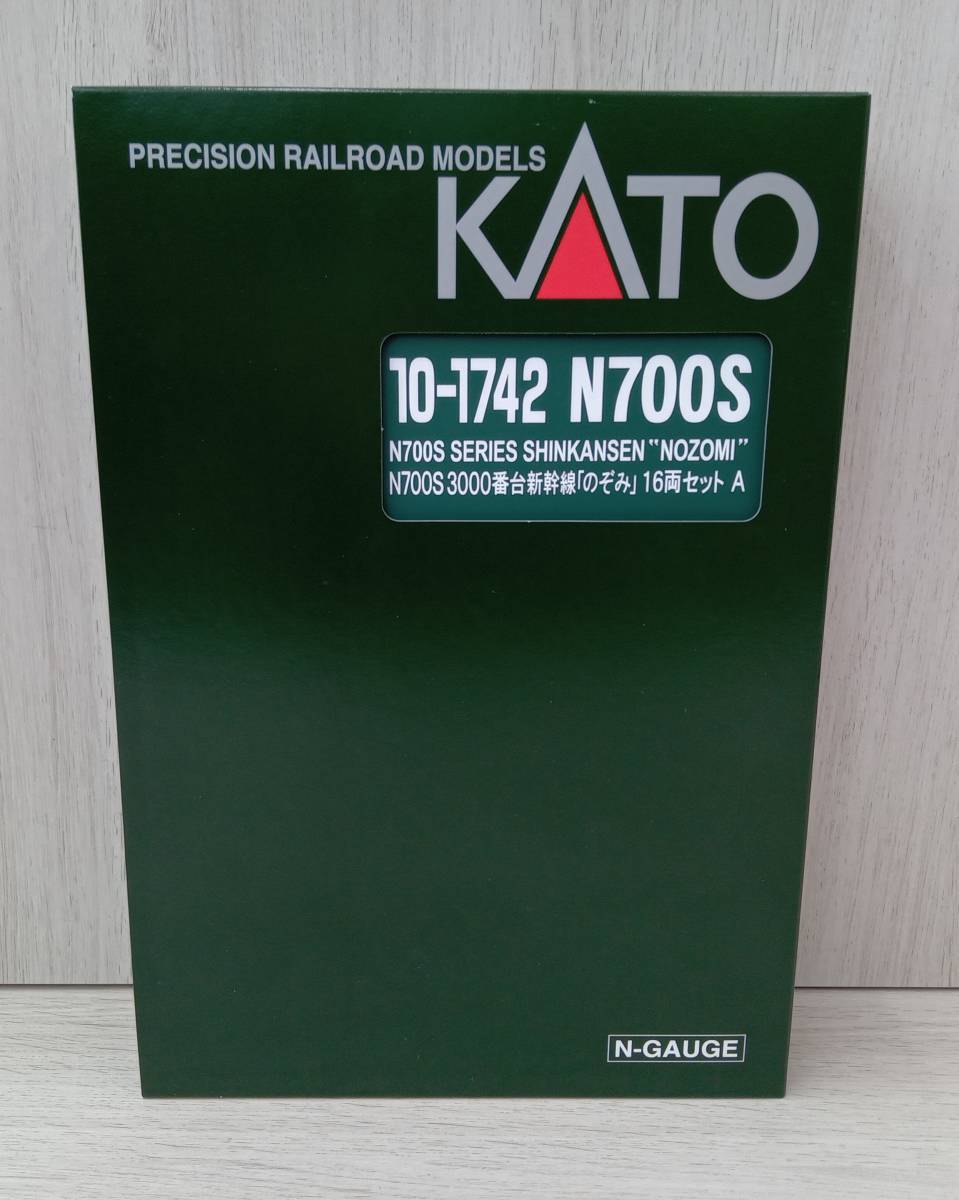 PRECISION RAILROAD MODELS
KATO
10-1742 N700S
N700S SERIES SHINKANSEN "NOZOMI"
N700S 3000番台新幹線「のぞみ」 16両セット A
N-GAUGE